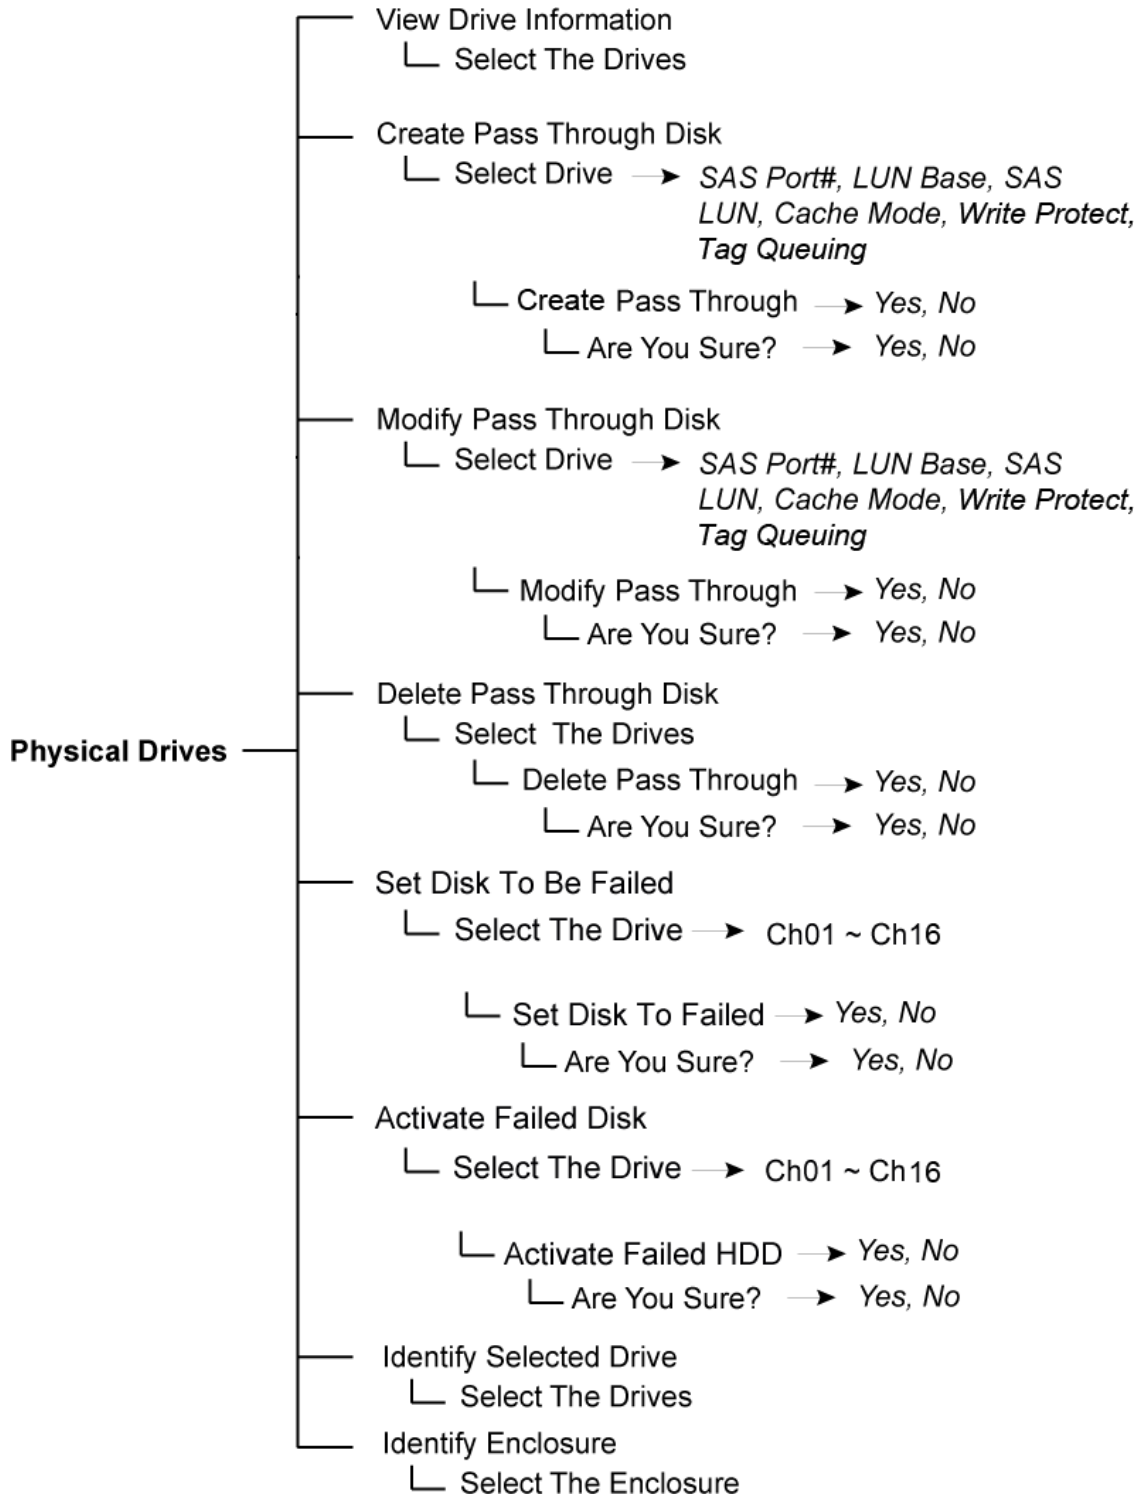 View Drive Information
Select The Drives
Create Pass Through Disk
Select Drive
SAS Port#, LUN Base, SAS
LUN, Cache Mode, Write Protect,
Tag Queuing
Create Pass Through
Yes, No
Are You Sure?
Yes, No
Modify Pass Through Disk
Select Drive
SAS Port#, LUN Base, SAS
LUN, Cache Mode, Write Protect,
Tag Queuing
Modify Pass Through
Yes, No
Are You Sure?
Yes, No
Delete Pass Through Disk
Select The Drives
Physical Drives
Delete Pass Through
Yes, No
Are You Sure?
Yes, No
Set Disk To Be Failed
Select The Drive
Ch01 ~ Ch16
Set Disk To Failed
Yes, No
Are You Sure?
Yes, No
Activate Failed Disk
Select The Drive
Ch01 ~ Ch16
Activate Failed HDD
Yes, No
Are You Sure?
Yes, No
Identify Selected Drive
Select The Drives
Identify Enclosure
Select The Enclosure